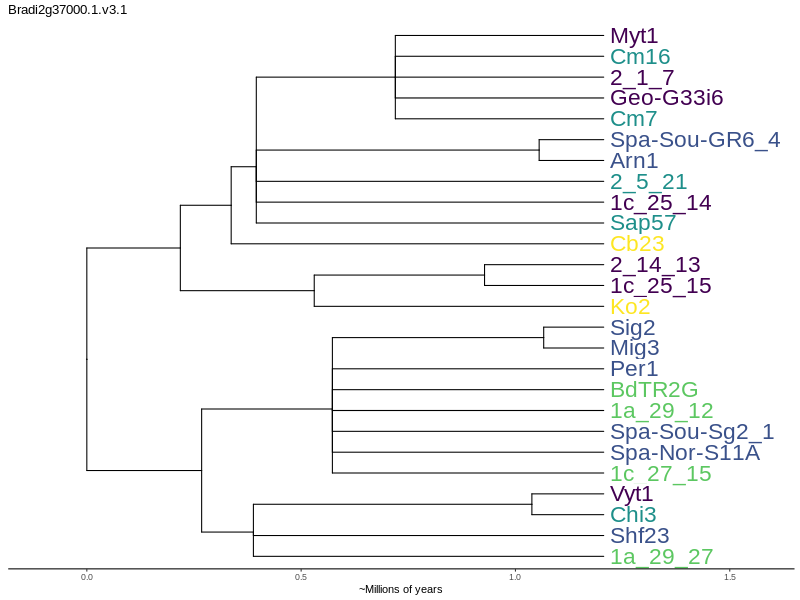 Bradi2g37000.1.v3.1
Myt1
Cm16
2_1_7
Geo-G33i6
Cm7
Spa-Sou-GR6_4
Arn1
2_5_21
1c_25_14
Sap57
Cb23
2_14_13
1c_25_15
Ko2
Sig2
Mig3
Per1
BdTR2G
1a_29_12
Spa-Sou-Sg2_1
Spa-Nor-S11A
1c_27_15
Vyt1
Chi3
Shf23
1a_29_27
0.0 0.5 1.0 1.5
~Millions of years